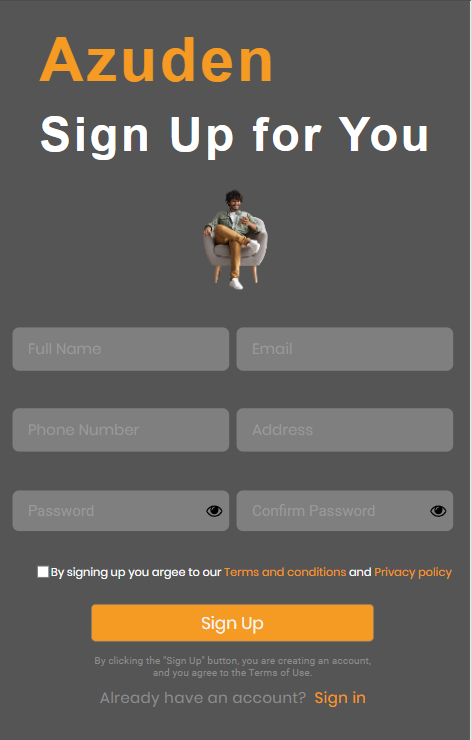 Azuden
Sign Up for You
Full Name Email
Phone Number Address
Password Confirm Password
By signing up you argee to our Terms and conditions and Privacy policy
Sign Up
By clicking the "Sign Up" button, you are creating an account,
and you agree to the Terms of Use.
Already have an account? Sign in